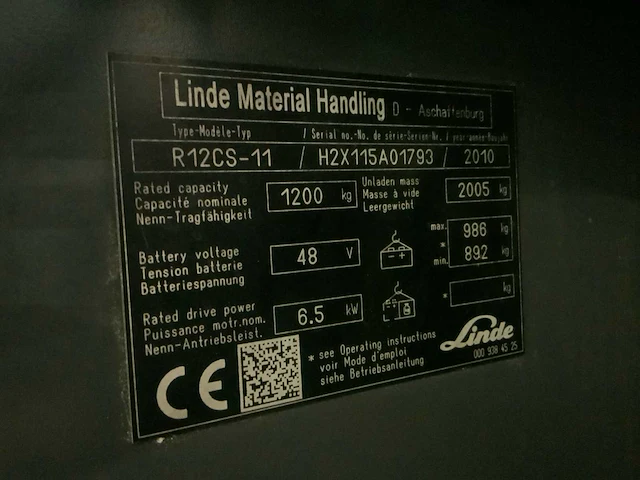 Linde Material Handling D - Aschaffenburg
Type-Modèle-Typ / Serial no.-No. de série-Serien-Nr. / year-année-Baujahr
R12CS-11 / H2X115A01793 / 2010
Rated capacity
Capacité nominale
Nenn-Tragfähigkeit
1200 kg
Unladen mass
Masse à vide
Leergewicht
2005 kg
Battery voltage
Tension batterie
Batteriespannung
48 V
max. 986 kg
*
min. 892 kg
Rated drive power
Puissance motr.nom.
Nenn-Antriebsleist.
6.5 kW
* kg
CE
* see Operating instructions
voir Mode d'emploi
siehe Betriebsanleitung
Linde
000 938 45 25